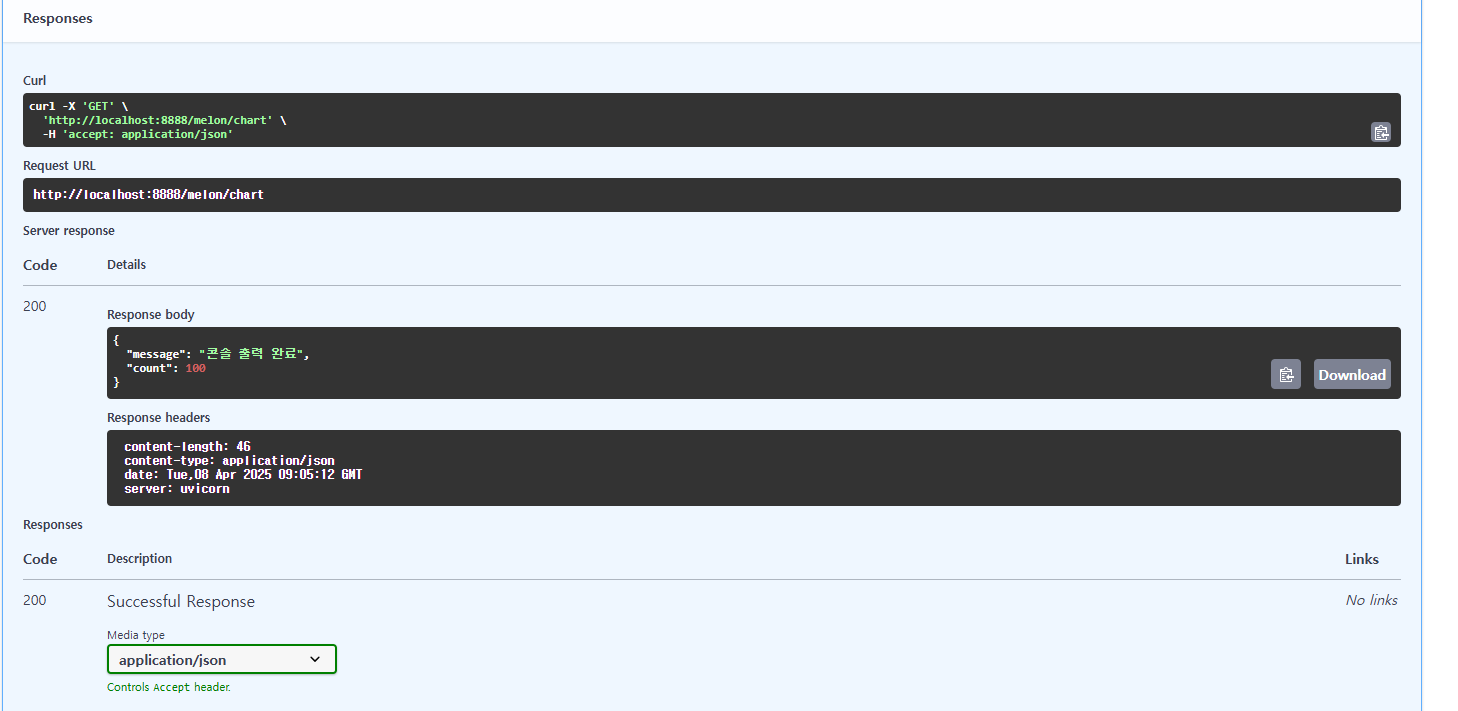 Responses
Curl
curl -X 'GET' \
'http://localhost:8888/melon/chart' \
-H 'accept: application/json'
Request URL
http://localhost:8888/melon/chart
Server response
Code Details
200
Response body
{
"message": "콘솔 출력 완료",
"count": 100
}
Download
Response headers
content-length: 46
content-type: application/json
date: Tue,08 Apr 2025 09:05:12 GMT
server: uvicorn
Responses
Code Description Links
200 Successful Response No links
Media type
application/json
Controls Accept header.